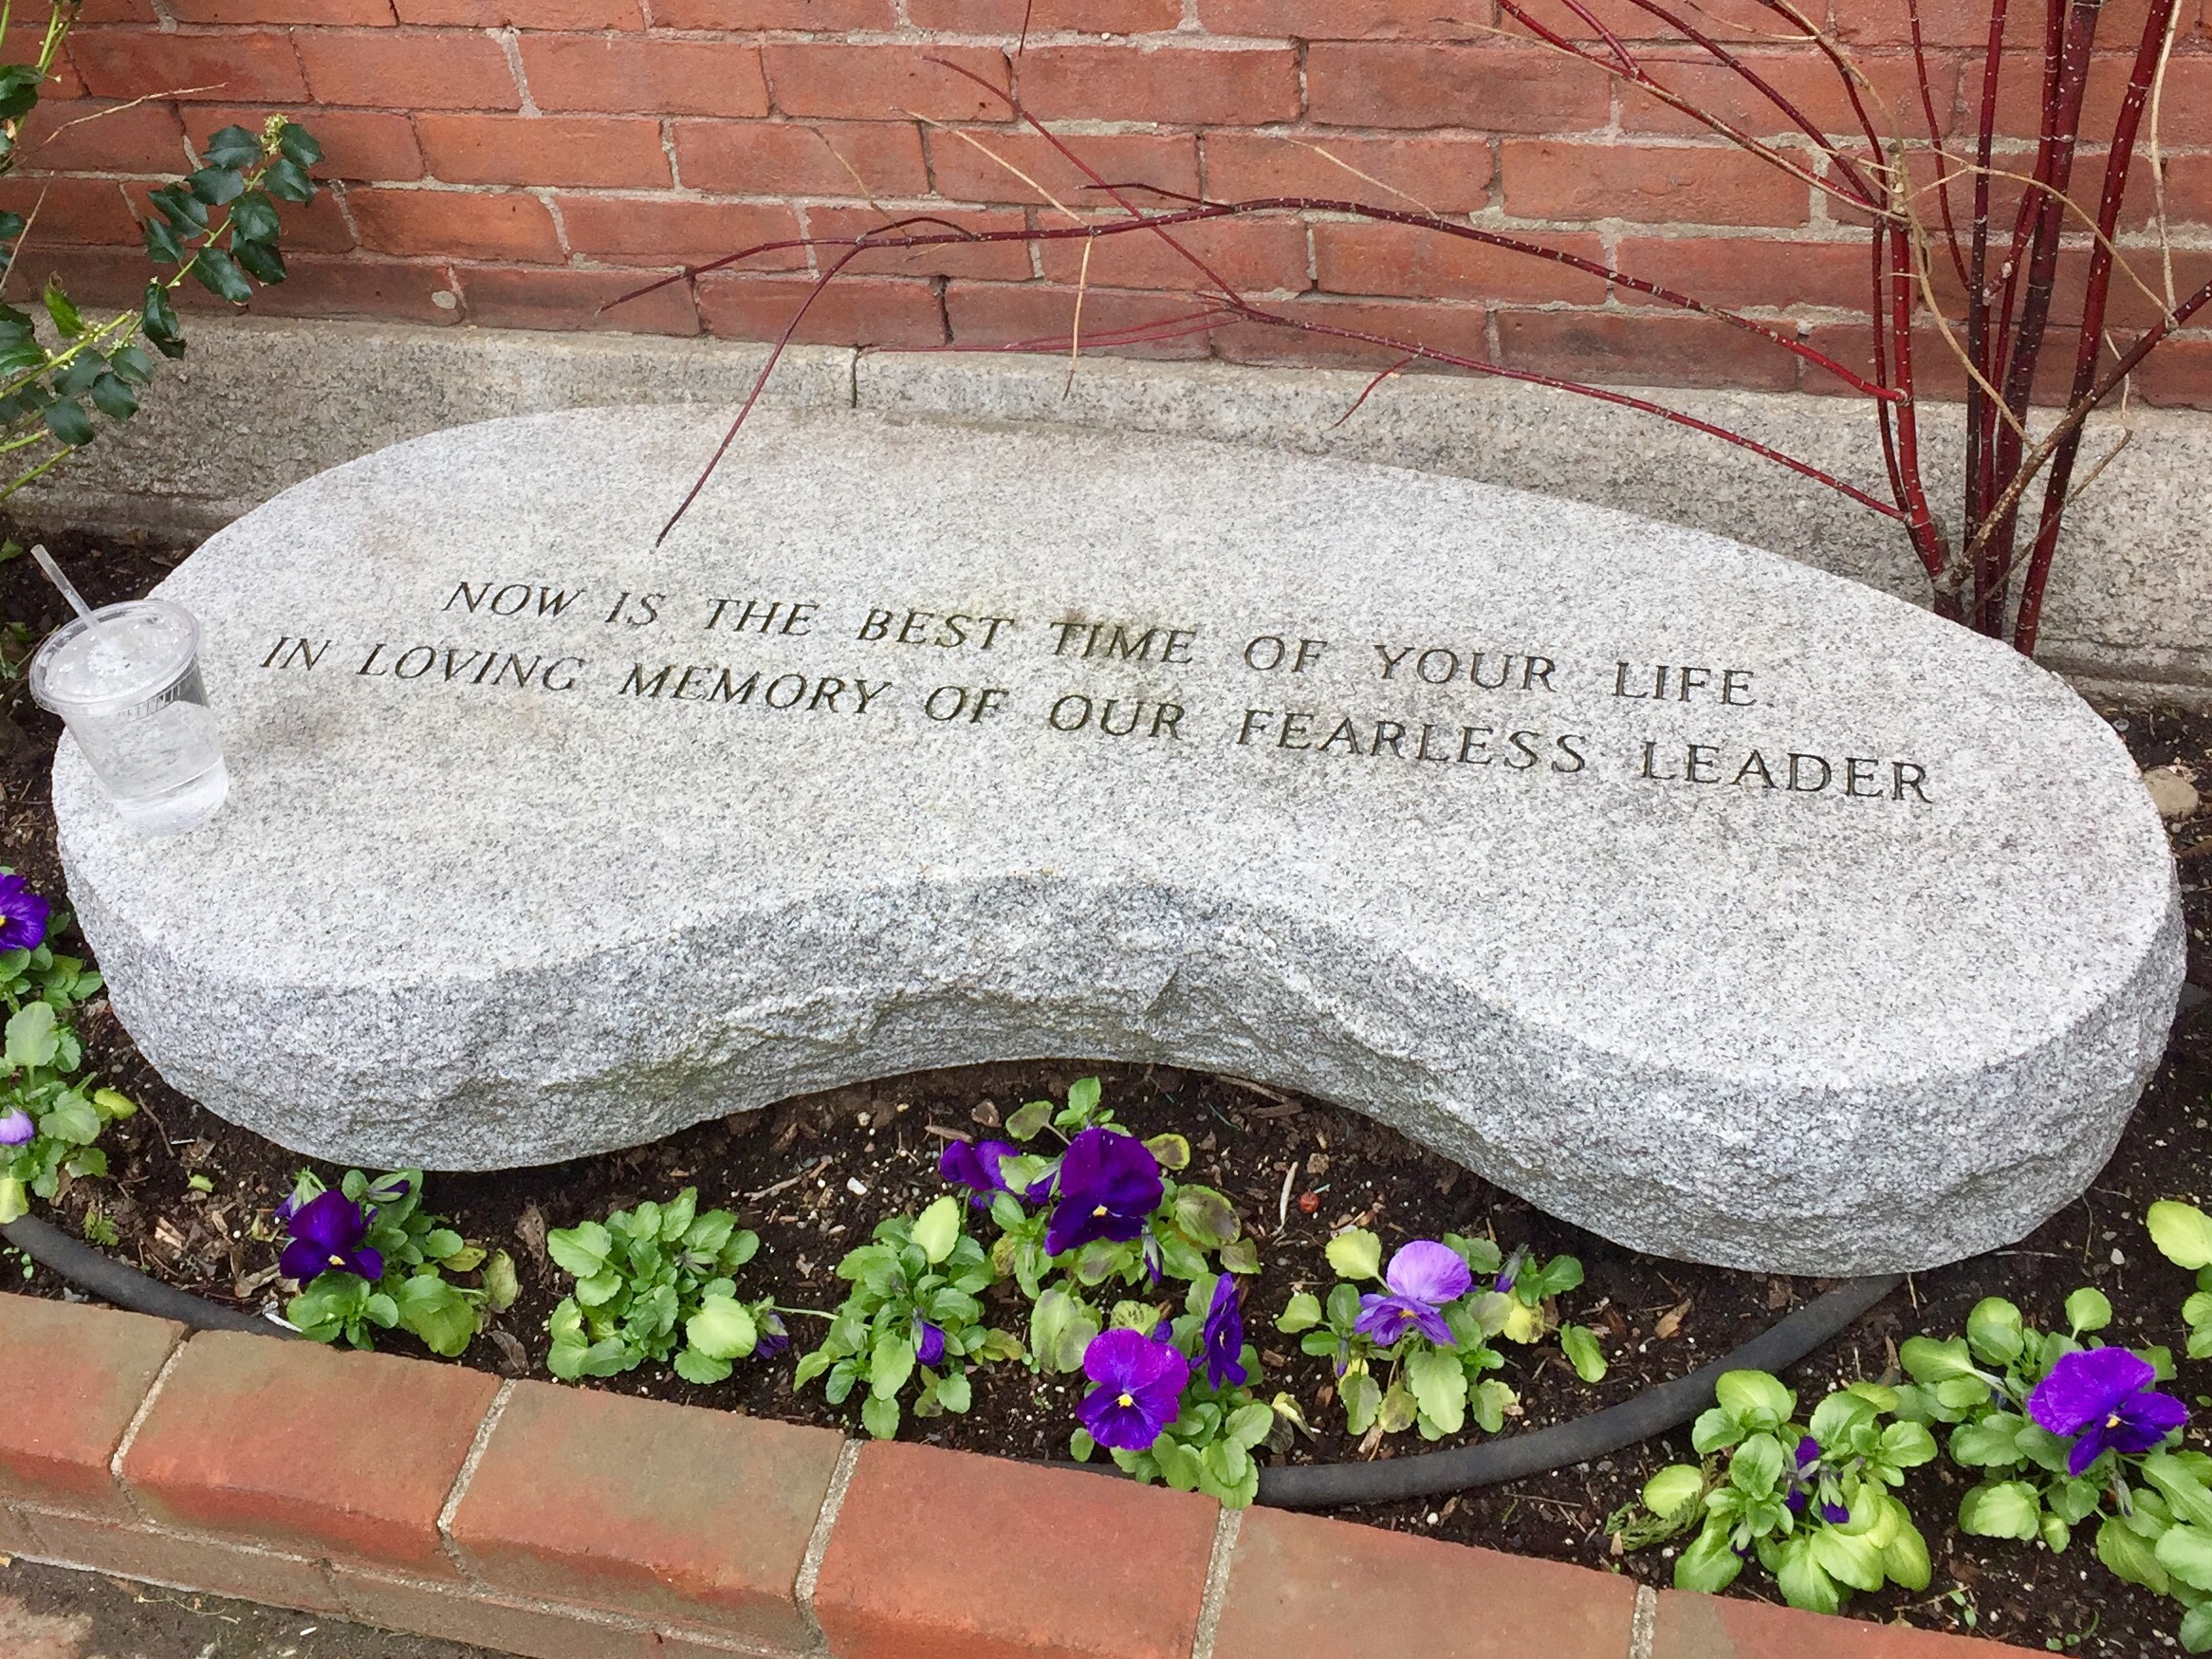 NOW IS THE BEST TIME OF YOUR LIFE.
IN LOVING MEMORY OF OUR FEARLESS LEADER